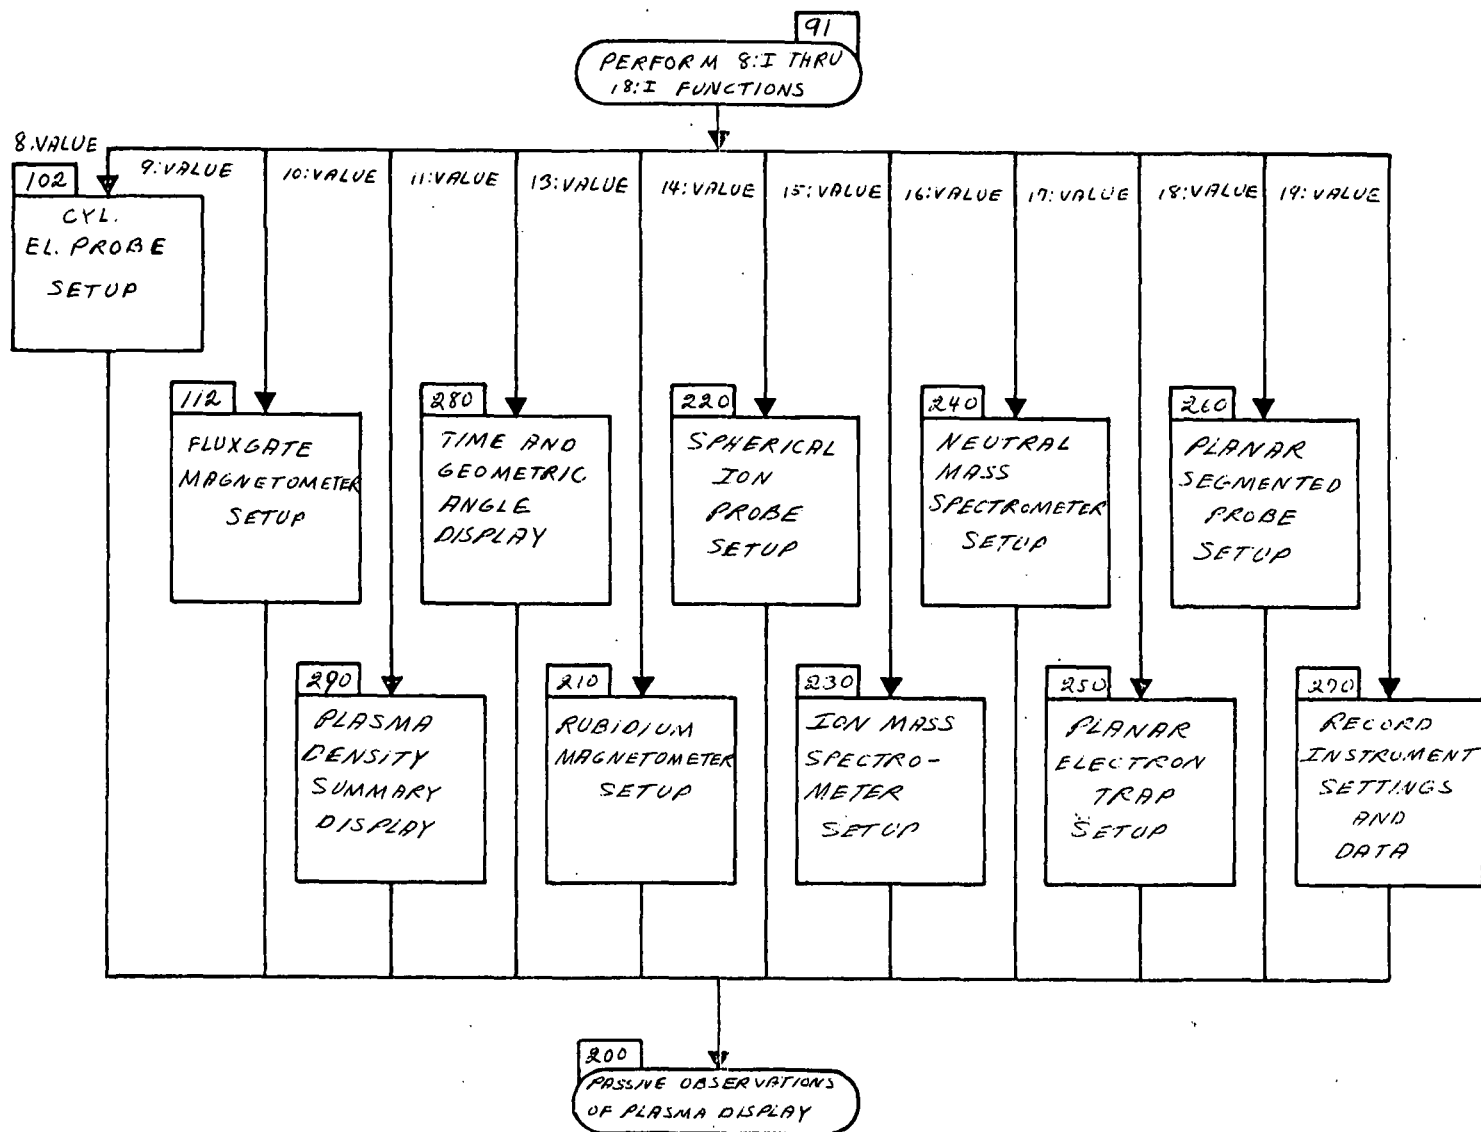 91
PERFORM 8:I THRU
18:I FUNCTIONS
8.VALUE
9:VALUE
10:VALUE
11:VALUE
13:VALUE
14:VALUE
15:VALUE
16:VALUE
17:VALUE
18:VALUE
19:VALUE
102
CYL.
EL. PROBE
SETUP
112
FLUXGATE
MAGNETOMETER
SETUP
280
TIME AND
GEOMETRIC
ANGLE
DISPLAY
220
SPHERICAL
ION
PROBE
SETUP
240
NEUTRAL
MASS
SPECTROMETER
SETUP
260
PLANAR
SEGMENTED
PROBE
SETUP
290
PLASMA
DENSITY
SUMMARY
DISPLAY
210
RUBIDIUM
MAGNETOMETER
SETUP
230
ION MASS
SPECTRO-
METER
SETUP
250
PLANAR
ELECTRON
TRAP
SETUP
270
RECORD
INSTRUMENT
SETTINGS
AND
DATA
200
PASSIVE OBSERVATIONS
OF PLASMA DISPLAY